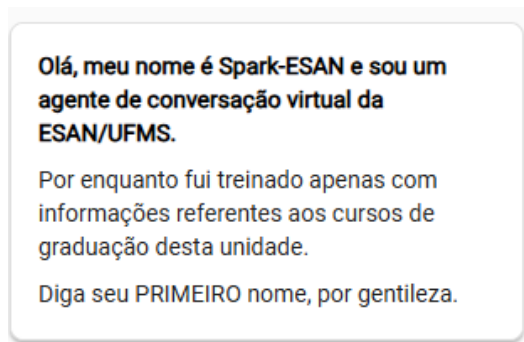 Olá, meu nome é Spark-ESAN e sou um
agente de conversação virtual da
ESAN/UFMS.
Por enquanto fui treinado apenas com
informações referentes aos cursos de
graduação desta unidade.
Diga seu PRIMEIRO nome, por gentileza.